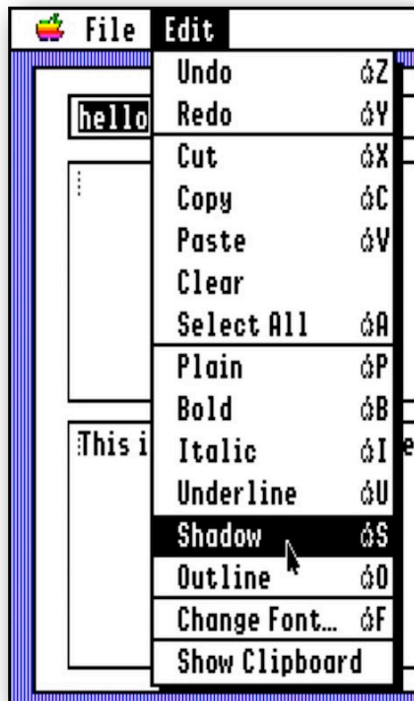 File Edit
Undo Z
Redo Y
hello
Cut X
Copy C
Paste V
Clear
Select All A
Plain P
Bold B
This i
Italic I
Underline U
Shadow S
Outline O
Change Font... F
Show Clipboard